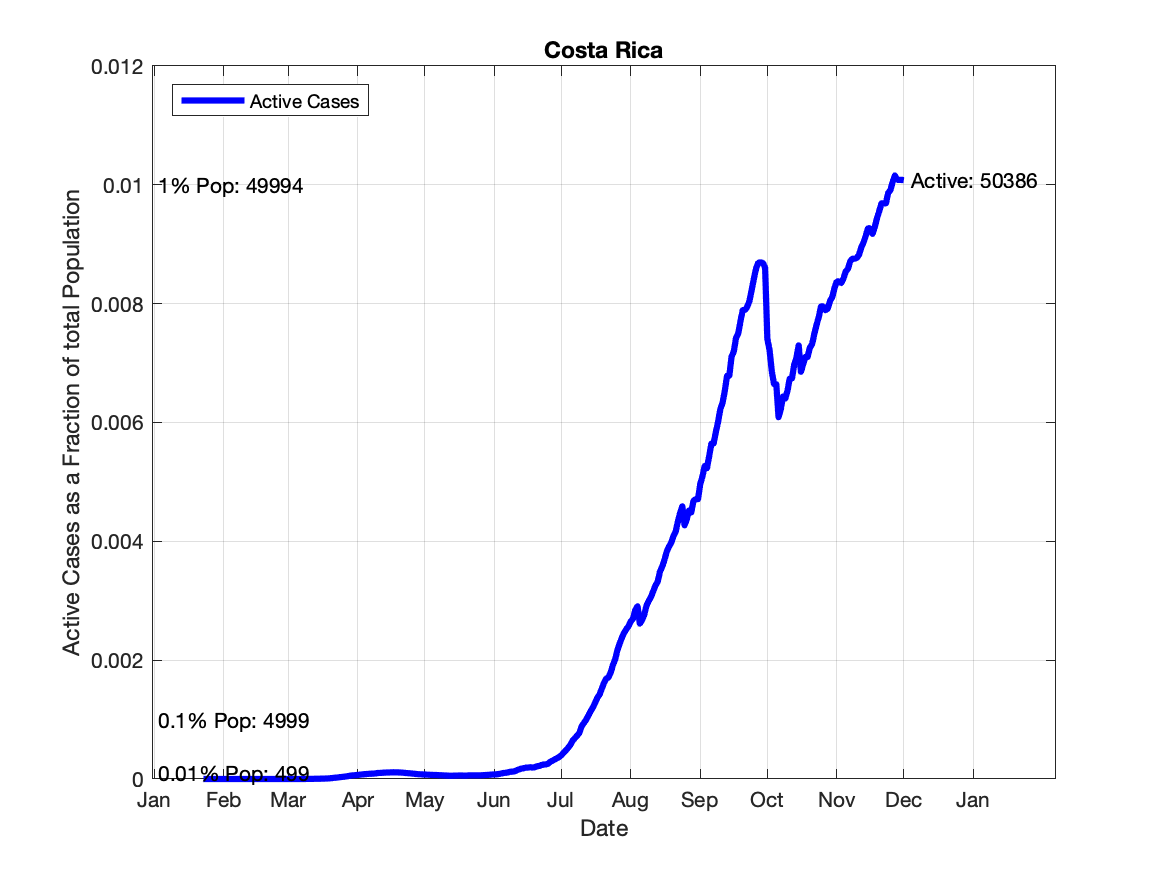 Costa Rica
Active Cases
0.012
0.01
0.008
0.006
0.004
0.002
0
Active Cases as a Fraction of total Population
1% Pop: 49994
Active: 50386
0.1% Pop: 4999
0.01% Pop: 499
Jan Feb Mar Apr May Jun Jul Aug Sep Oct Nov Dec Jan
Date